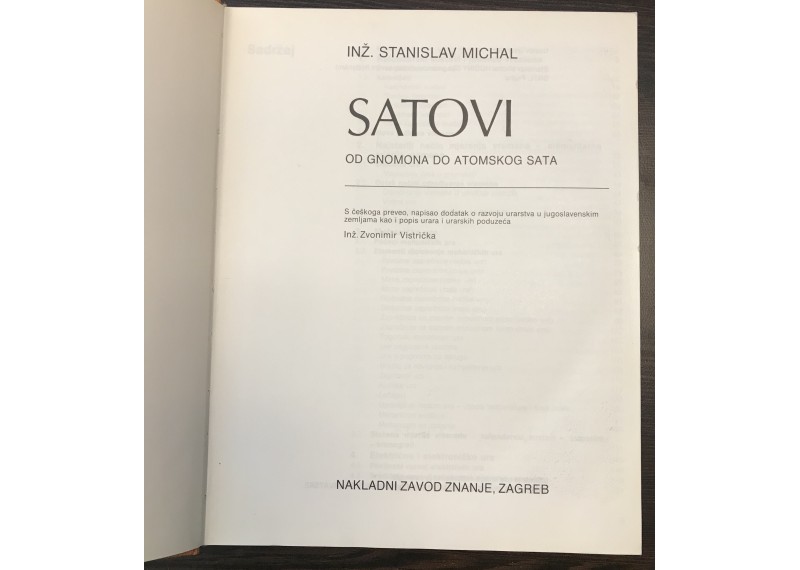 INŽ. STANISLAV MICHAL
SATOVI
OD GNOMONA DO ATOMSKOG SATA
S češkoga preveo, napisao dodatak o razvoju urarstva u jugoslavenskim
zemljama kao i popis urara i urarskih poduzeća
Inž. Zvonimir Vistrička
NAKLADNI ZAVOD ZNANJE, ZAGREB